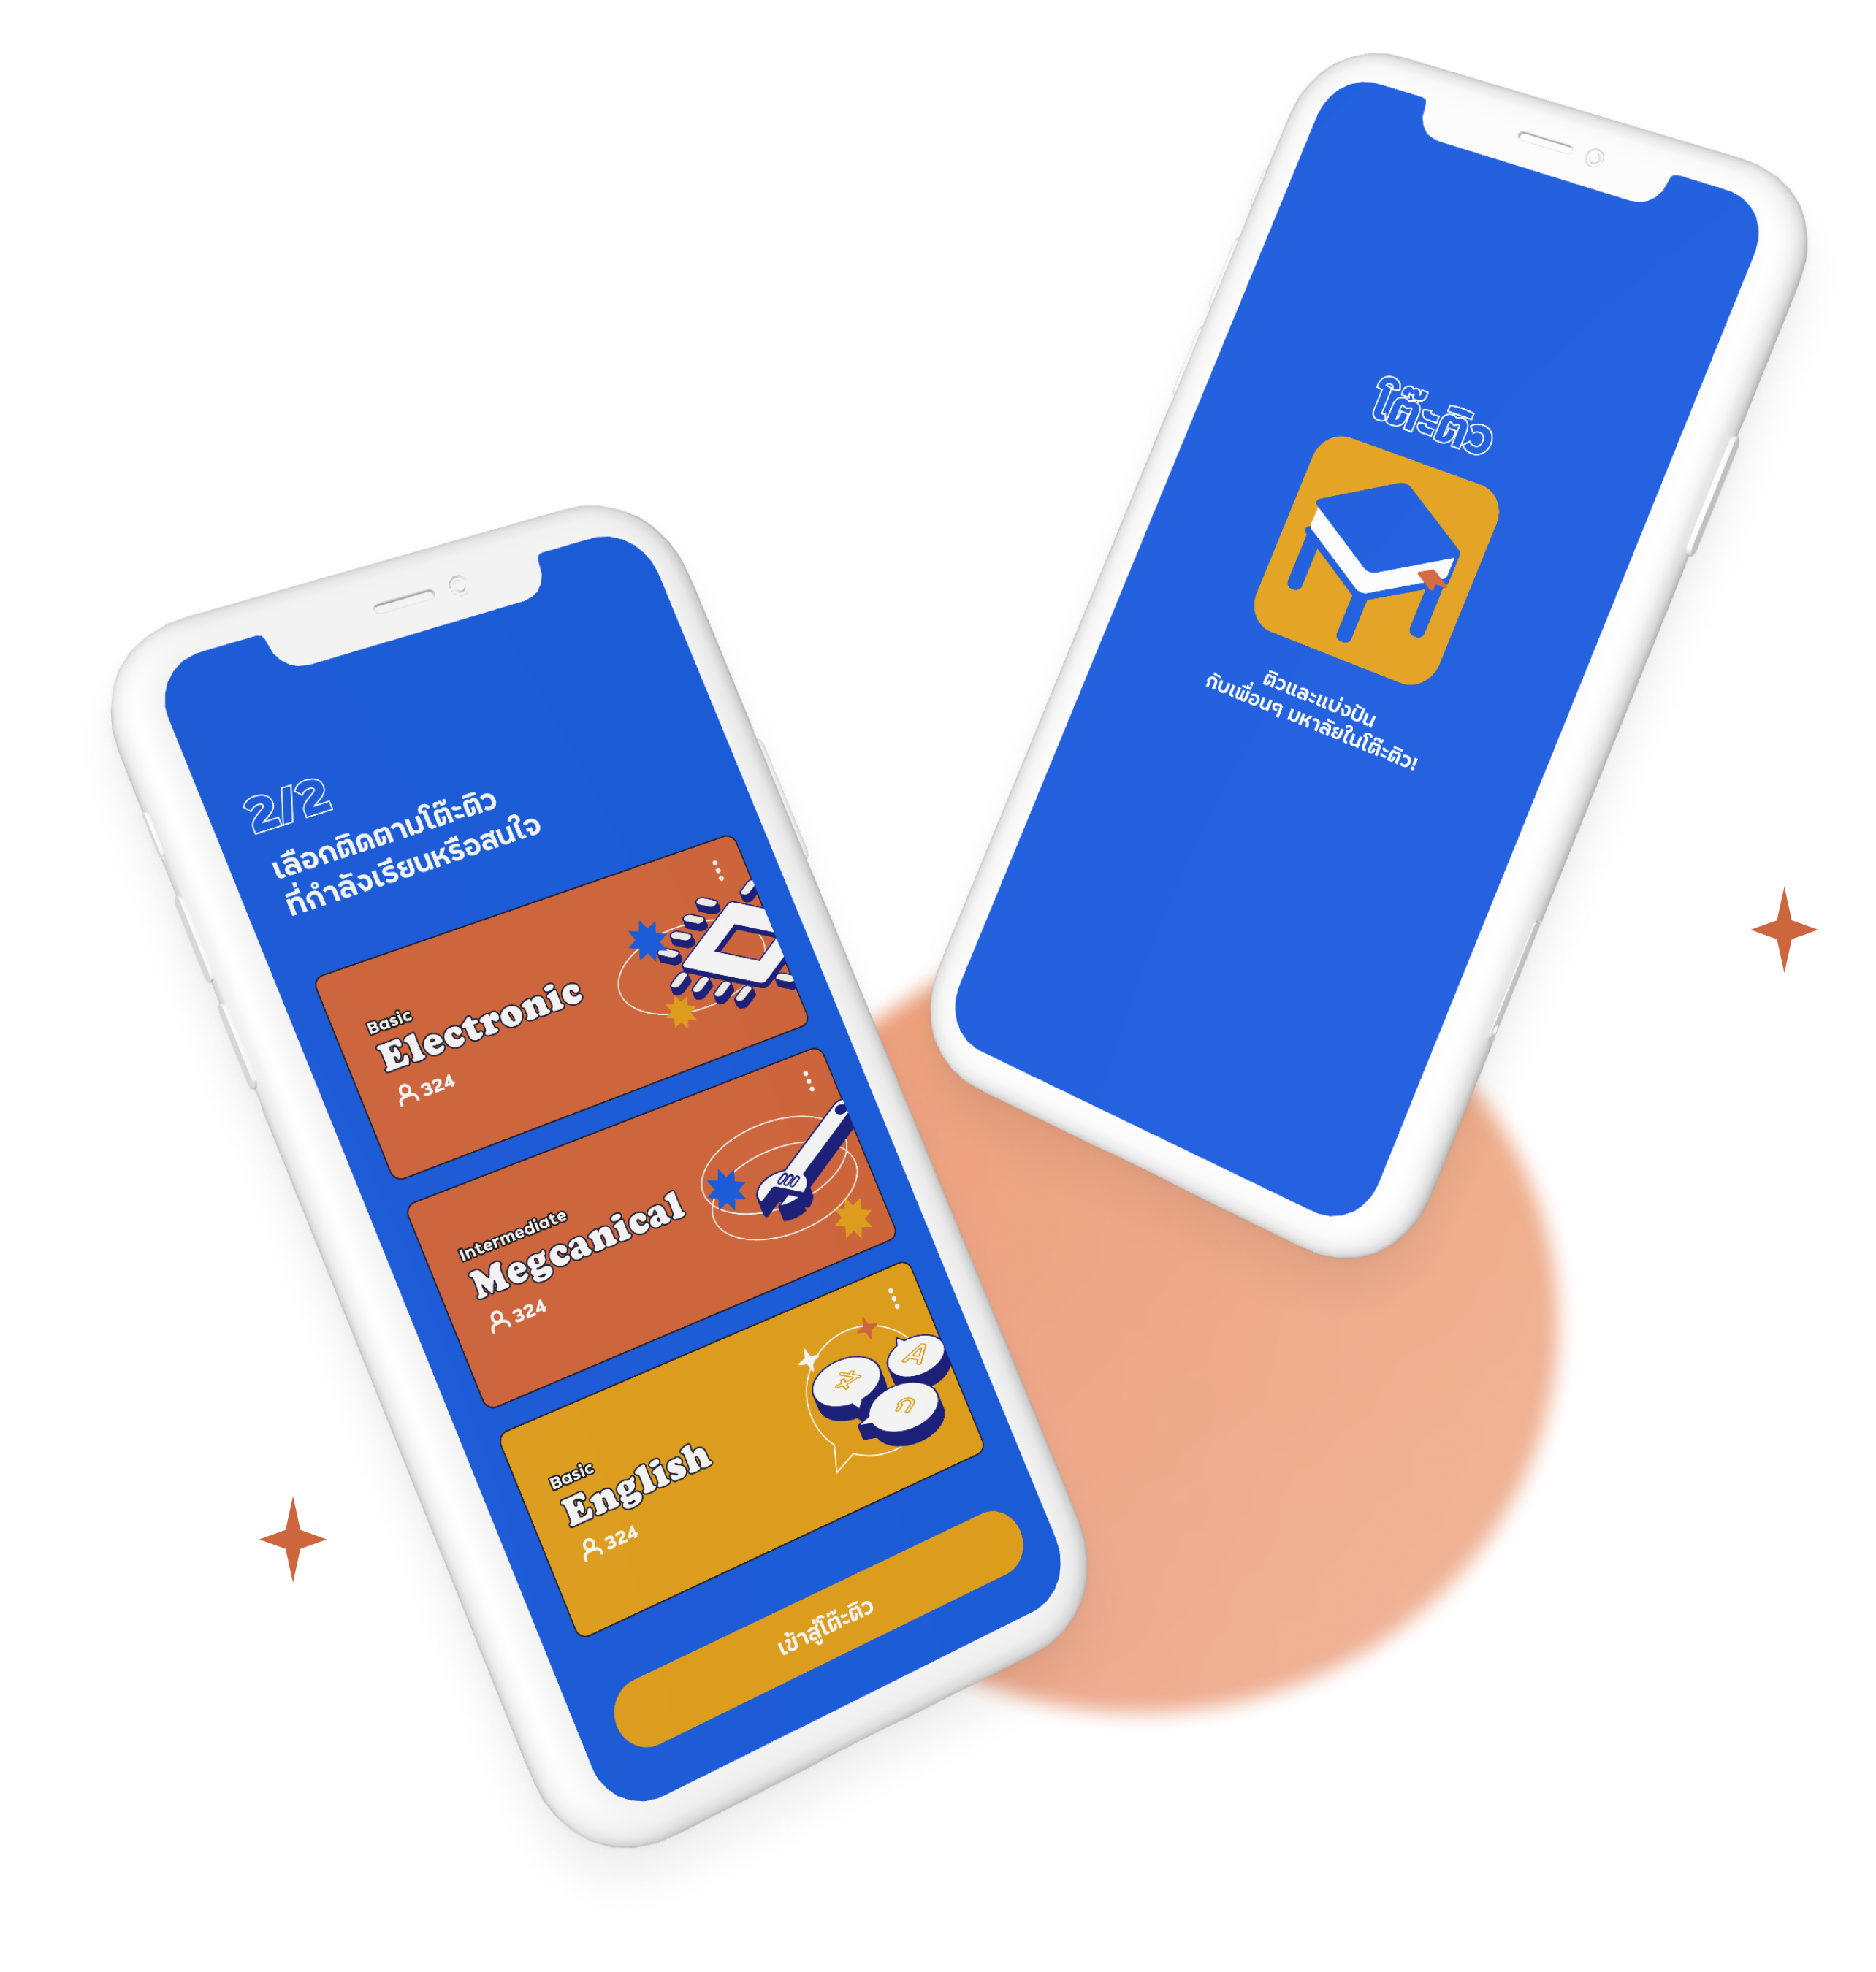 2/2
เลือกติดตามโต๊ะติว
ที่กำลังเรียนหรือสนใจ
Basic
Electronic
324
Intermediate
Megcanical
324
Basic
English
324
A
ก
เข้าสู่โต๊ะติว
โต๊ะติว
ติวและแบ่งปัน
กับเพื่อนๆ มหาลัยในโต๊ะติว!